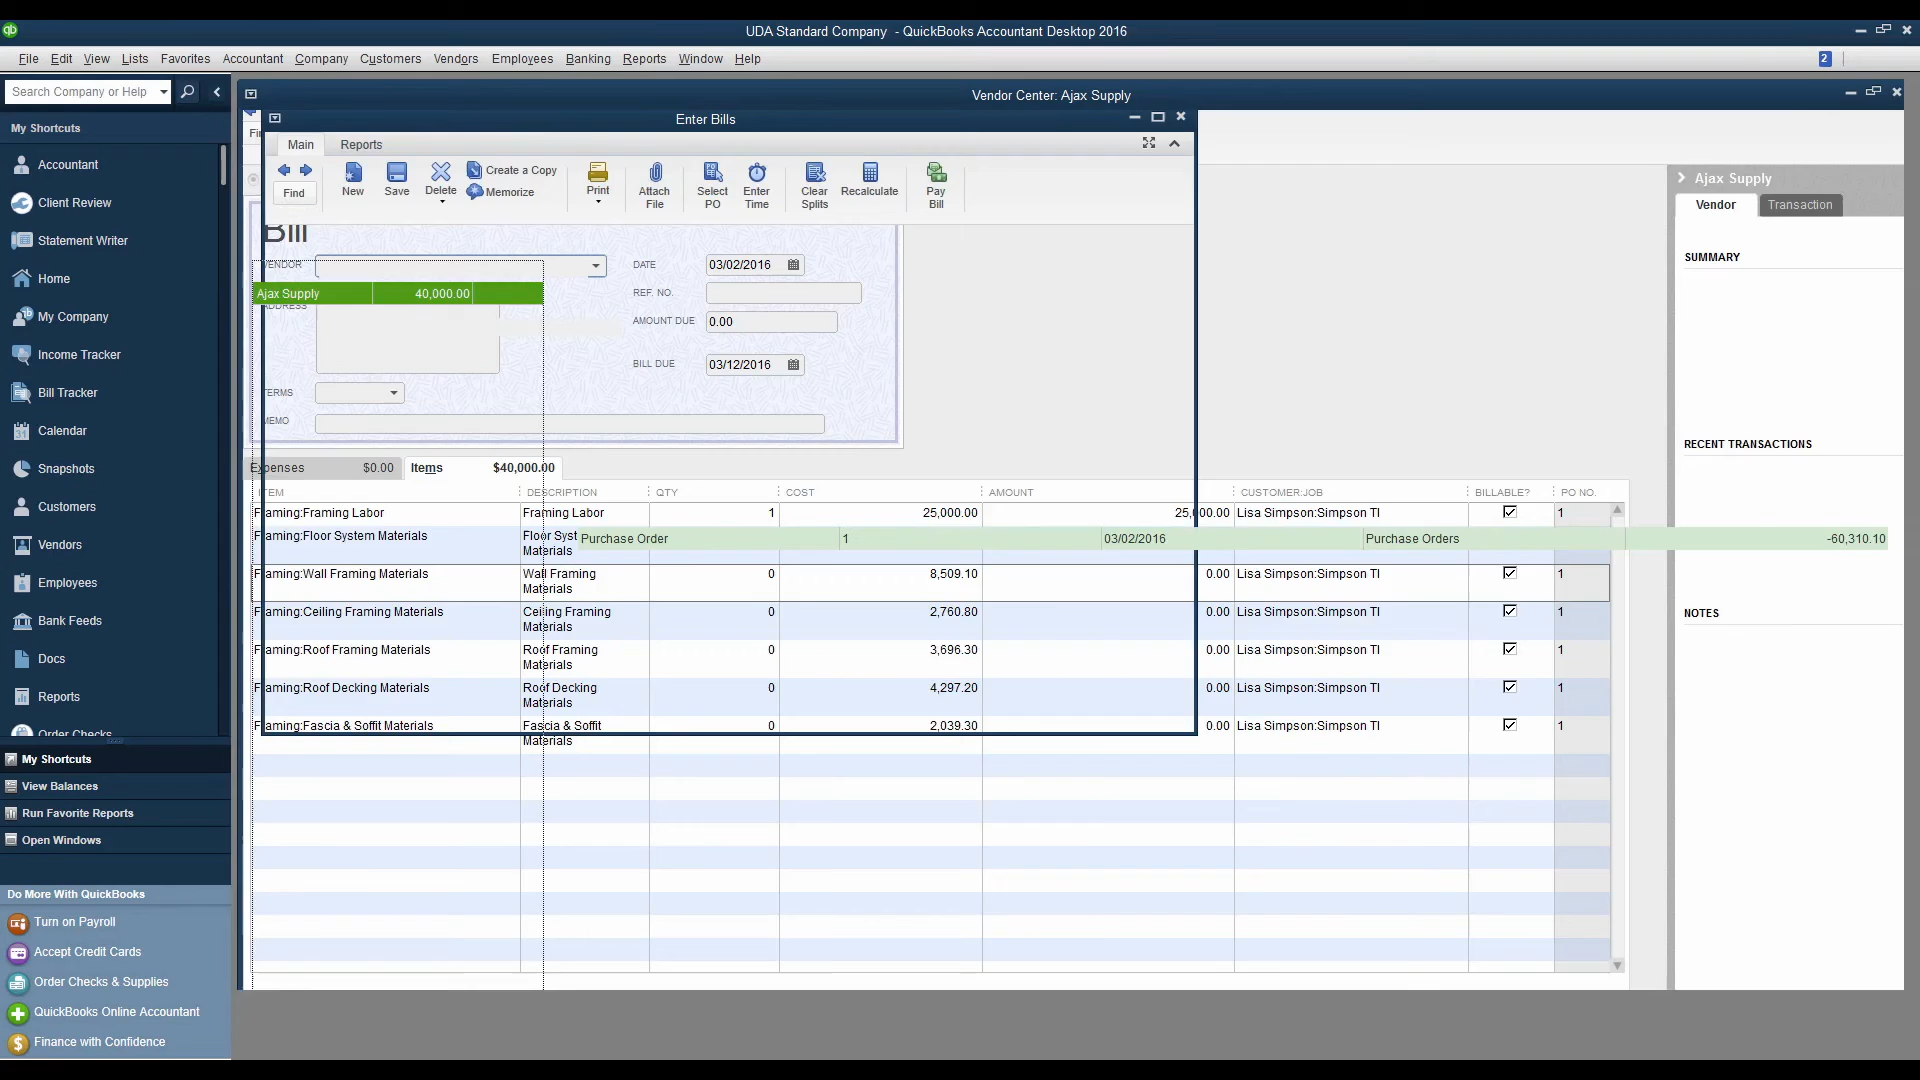 UDA Standard Company - QuickBooks Accountant Desktop 2016
File Edit View Lists Favorites Accountant Company Customers Vendors Employees Banking Reports Window Help
2
Search Company or Help
My Shortcuts
Accountant
Client Review
Statement Writer
Home
My Company
Income Tracker
Bill Tracker
Calendar
Snapshots
Customers
Vendors
Employees
Bank Feeds
Docs
Reports
Order Checks
My Shortcuts
View Balances
Run Favorite Reports
Open Windows
Do More With QuickBooks
Turn on Payroll
Accept Credit Cards
Order Checks & Supplies
QuickBooks Online Accountant
Finance with Confidence
Vendor Center: Ajax Supply
Enter Bills
Main Reports
Find New Save Delete Create a Copy Memorize Print Attach File Select PO Enter Time Clear Splits Recalculate Pay Bill
Bill
VENDOR
DATE 03/02/2016
Ajax Supply 40,000.00
REF. NO.
ADDRESS
AMOUNT DUE 0.00
BILL DUE 03/12/2016
TERMS
MEMO
Expenses $0.00 Items $40,000.00
ITEM DESCRIPTION QTY COST AMOUNT CUSTOMER:JOB BILLABLE? PO NO.
Framing:Framing Labor Framing Labor 1 25,000.00 25,000.00 Lisa Simpson:Simpson TI 1
Framing:Floor System Materials Floor Syst
Materials
Purchase Order 1 03/02/2016 Purchase Orders -60,310.10
Framing:Wall Framing Materials Wall Framing 0 8,509.10 0.00 Lisa Simpson:Simpson TI 1
Materials
Framing:Ceiling Framing Materials Ceiling Framing 0 2,760.80 0.00 Lisa Simpson:Simpson TI 1
Materials
Framing:Roof Framing Materials Roof Framing 0 3,696.30 0.00 Lisa Simpson:Simpson TI 1
Materials
Framing:Roof Decking Materials Roof Decking 0 4,297.20 0.00 Lisa Simpson:Simpson TI 1
Materials
Framing:Fascia & Soffit Materials Fascia & Soffit 0 2,039.30 0.00 Lisa Simpson:Simpson TI 1
Materials
Ajax Supply
Vendor Transaction
SUMMARY
RECENT TRANSACTIONS
NOTES